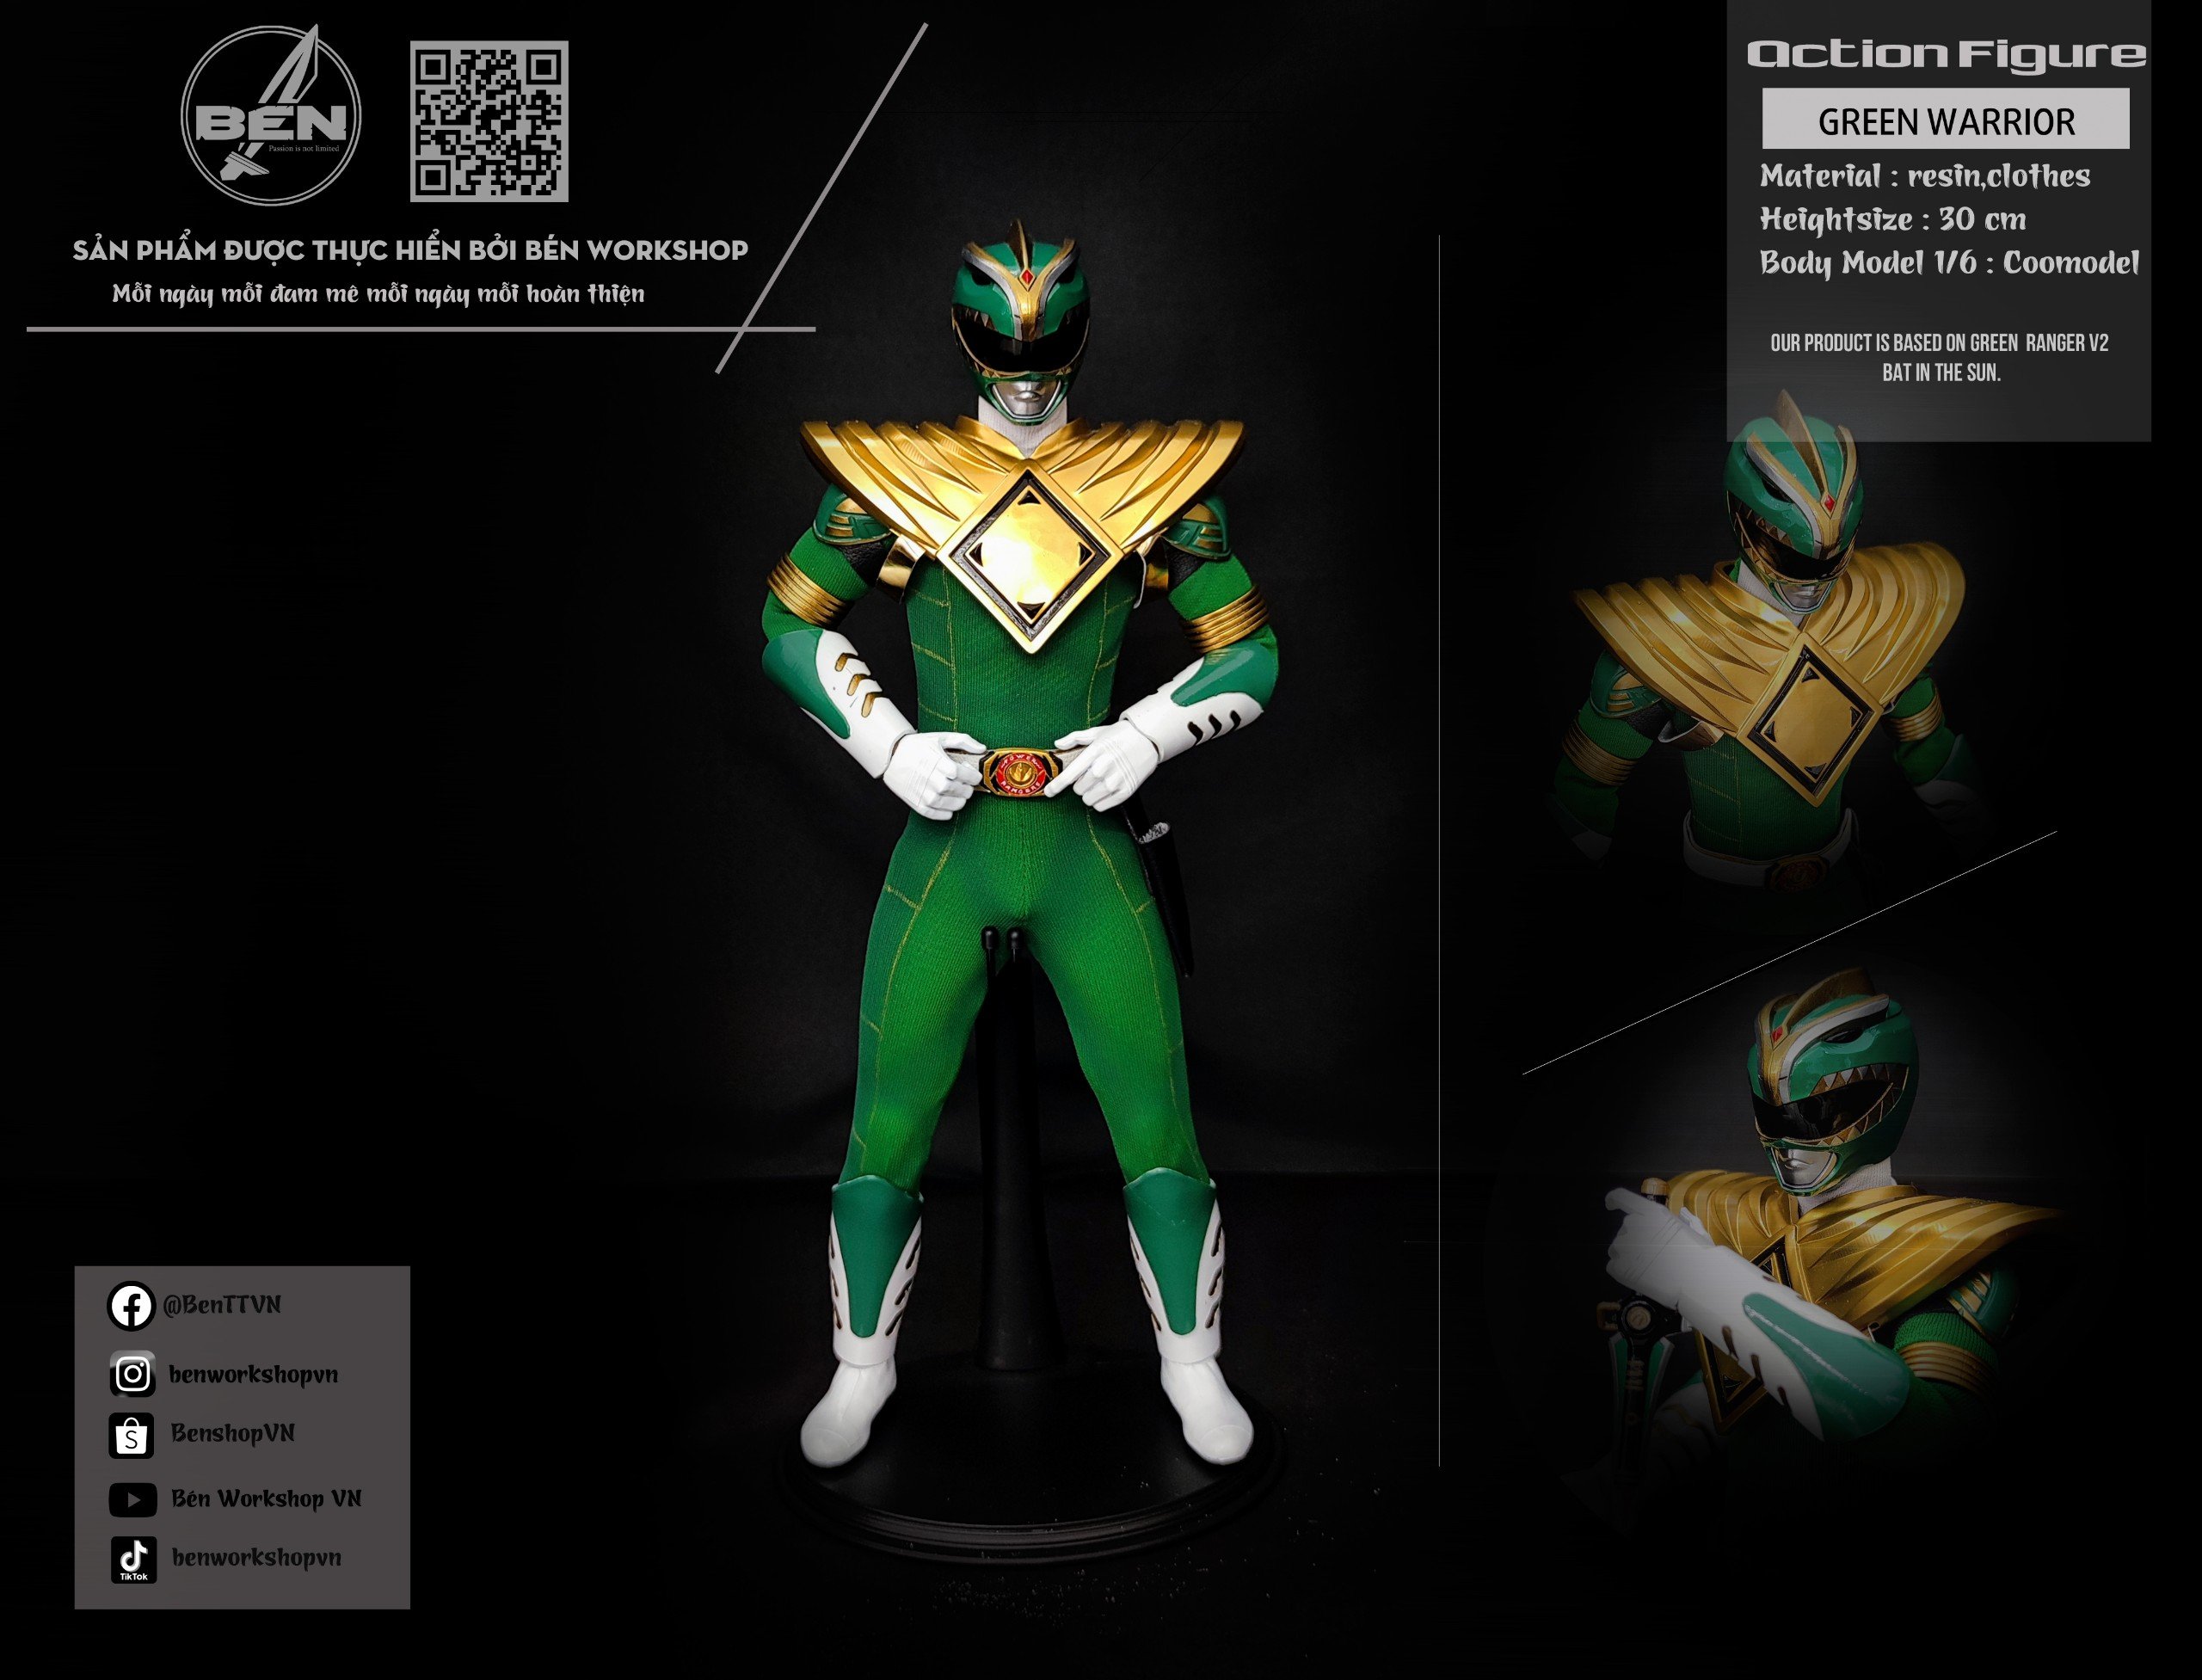 BÉN
Passion is not limited
SẢN PHẨM ĐƯỢC THỰC HIỂN BỞI BÉN WORKSHOP
Mỗi ngày mỗi đam mê mỗi ngày mỗi hoàn thiện
Action Figure
GREEN WARRIOR
Material : resin,clothes
Heightsize : 30 cm
Body Model 1/6 : Coomodel
OUR PRODUCT IS BASED ON GREEN RANGER V2
BAT IN THE SUN.
POWER
RANGERS
@BenTTVN
benworkshopvn
BenshopVN
Bén Workshop VN
TikTok
benworkshopvn